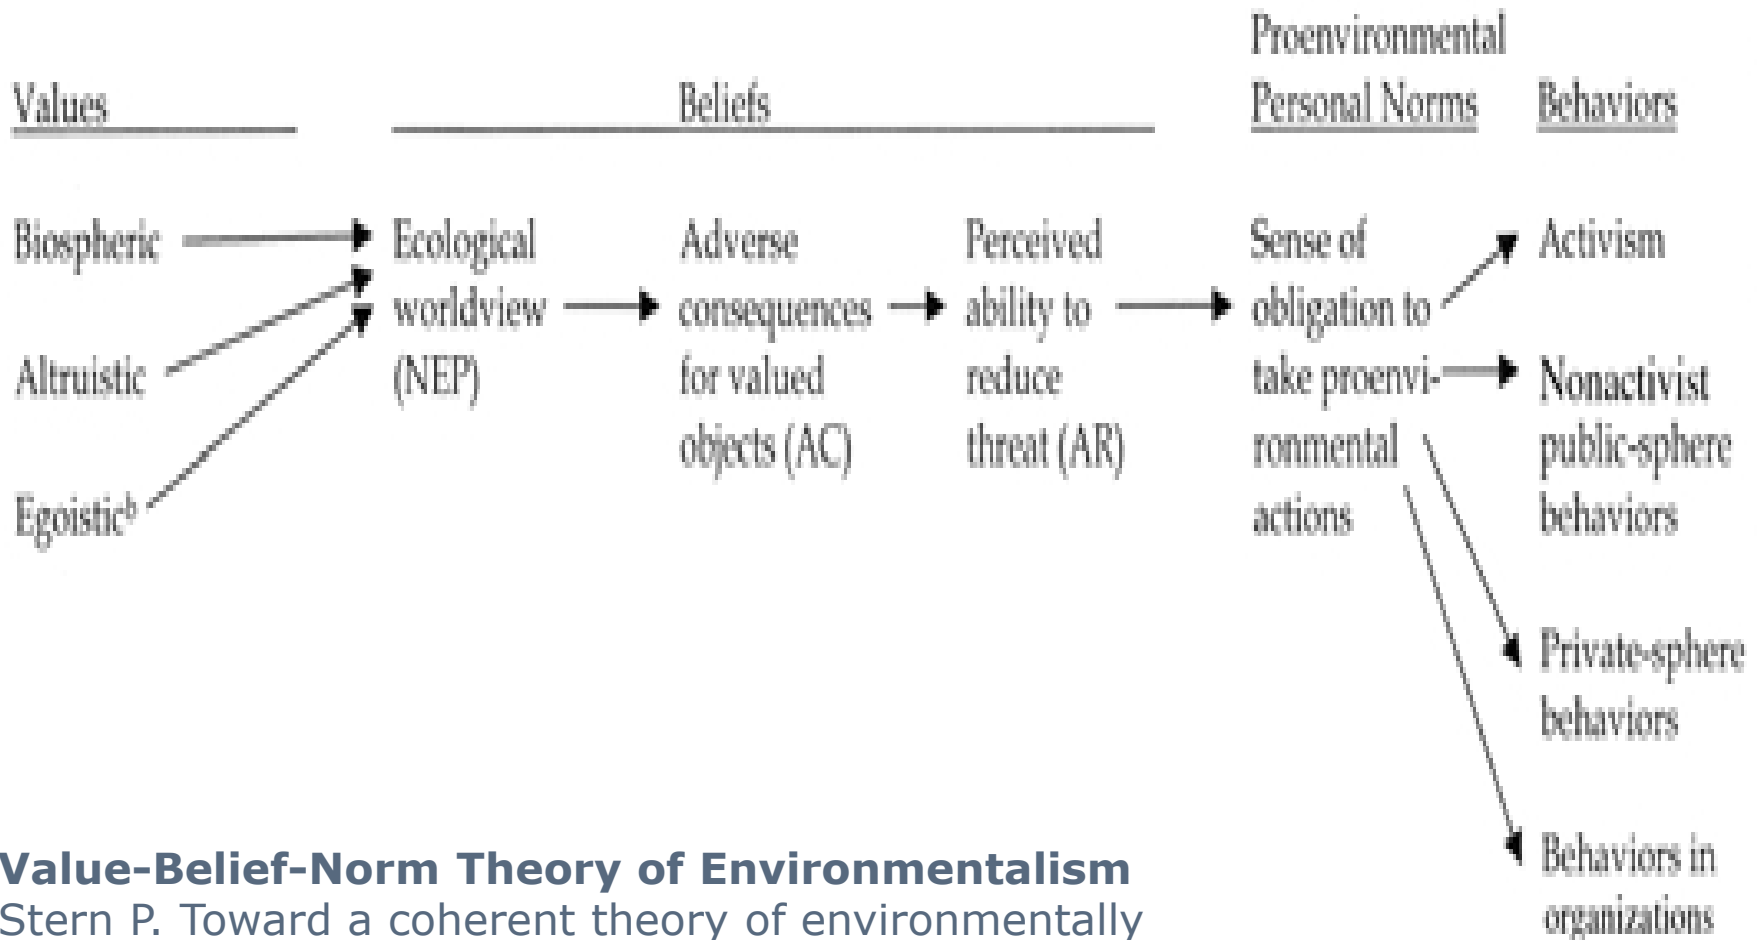 Values
Beliefs
Proenvironmental
Personal Norms
Behaviors
Biospheric
Altruistic
Egoisticᵇ
Ecological
worldview
(NEP)
Adverse
consequences
for valued
objects (AC)
Perceived
ability to
reduce
threat (AR)
Sense of
obligation to
take proenvi-
ronmental
actions
Activism
Nonactivist
public-sphere
behaviors
Private-sphere
behaviors
Behaviors in
organizations
Value-Belief-Norm Theory of Environmentalism
Stern P. Toward a coherent theory of environmentally